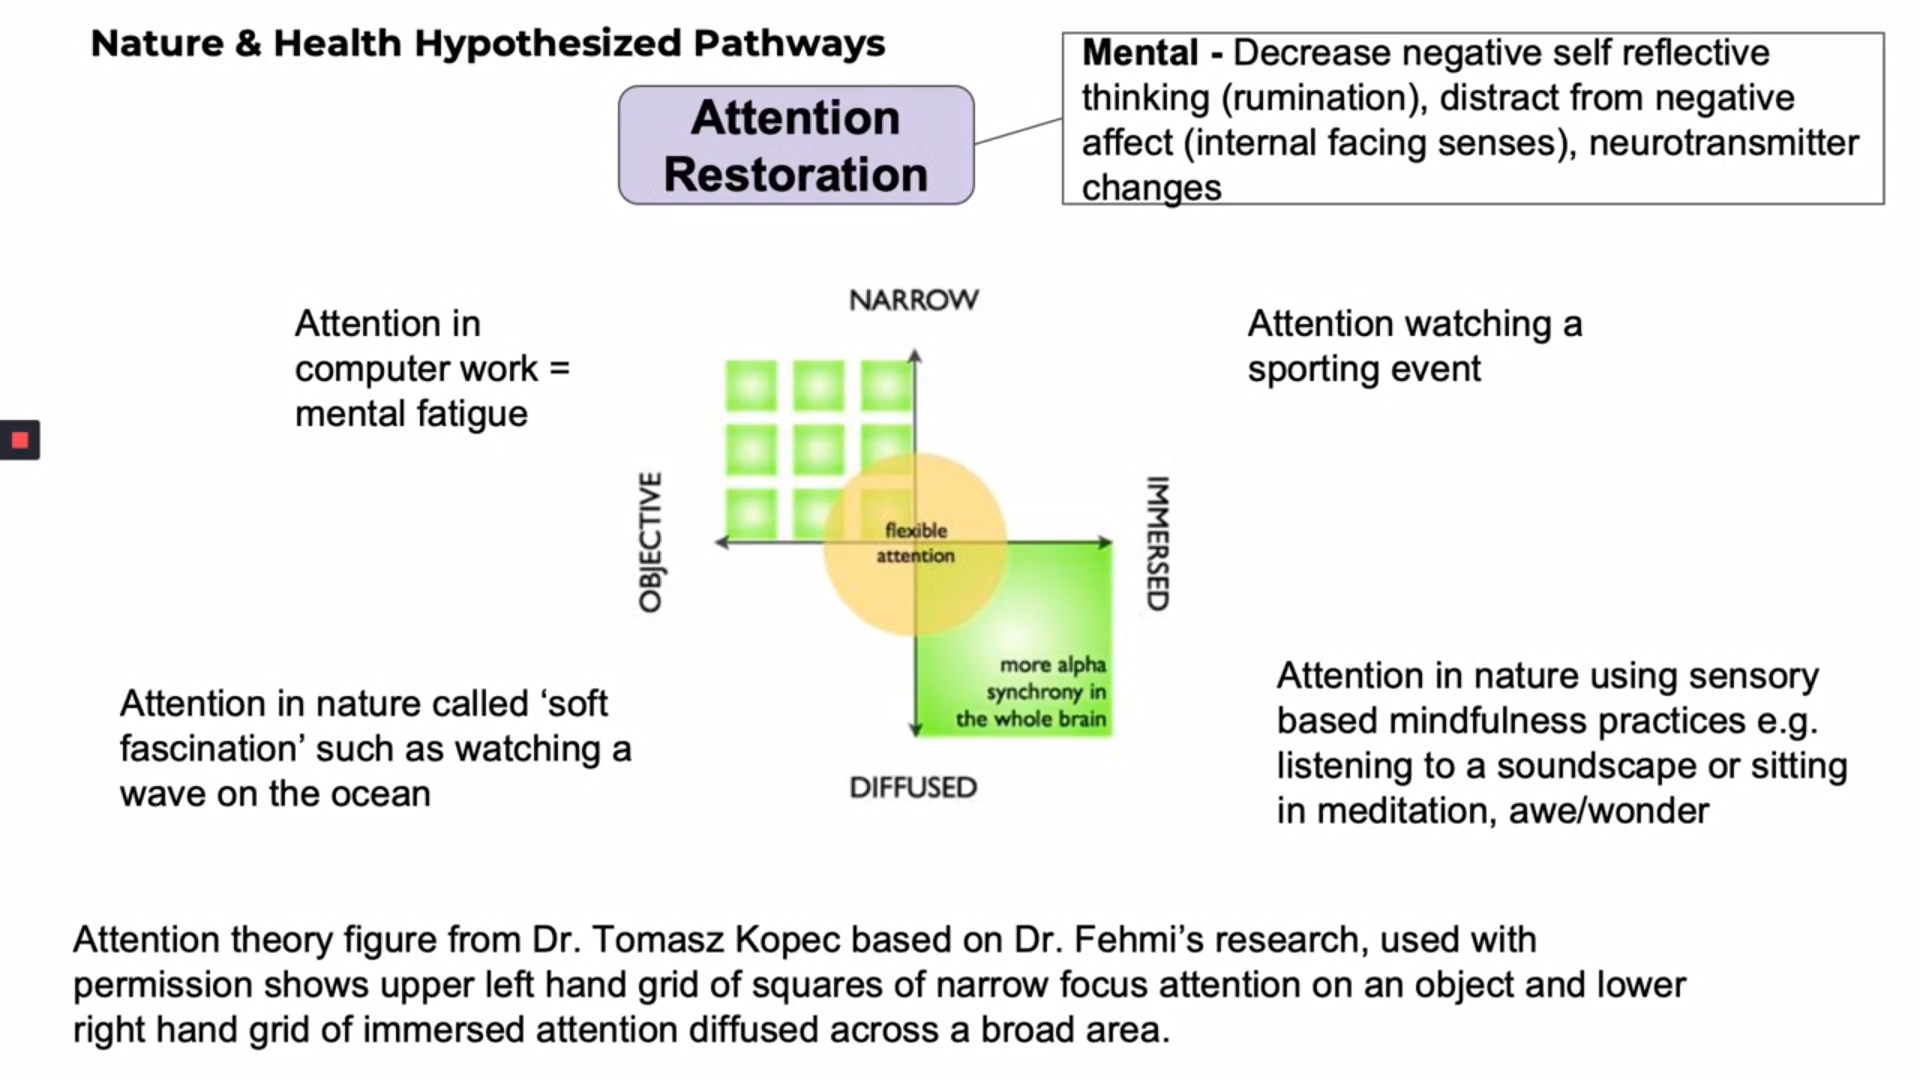 Nature & Health Hypothesized Pathways
Attention
Restoration
Mental - Decrease negative self reflective
thinking (rumination), distract from negative
affect (internal facing senses), neurotransmitter
changes
NARROW
Attention in
computer work =
mental fatigue
Attention watching a
sporting event
OBJECTIVE
flexible
attention
IMMERSED
more alpha
synchrony in
the whole brain
Attention in nature called ‘soft
fascination’ such as watching a
wave on the ocean
Attention in nature using sensory
based mindfulness practices e.g.
listening to a soundscape or sitting
in meditation, awe/wonder
DIFFUSED
Attention theory figure from Dr. Tomasz Kopec based on Dr. Fehmi’s research, used with
permission shows upper left hand grid of squares of narrow focus attention on an object and lower
right hand grid of immersed attention diffused across a broad area.